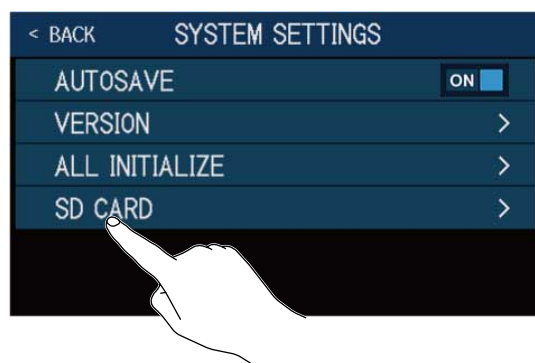 < BACK SYSTEM SETTINGS
AUTOSAVE ON
VERSION >
ALL INITIALIZE >
SD CARD >